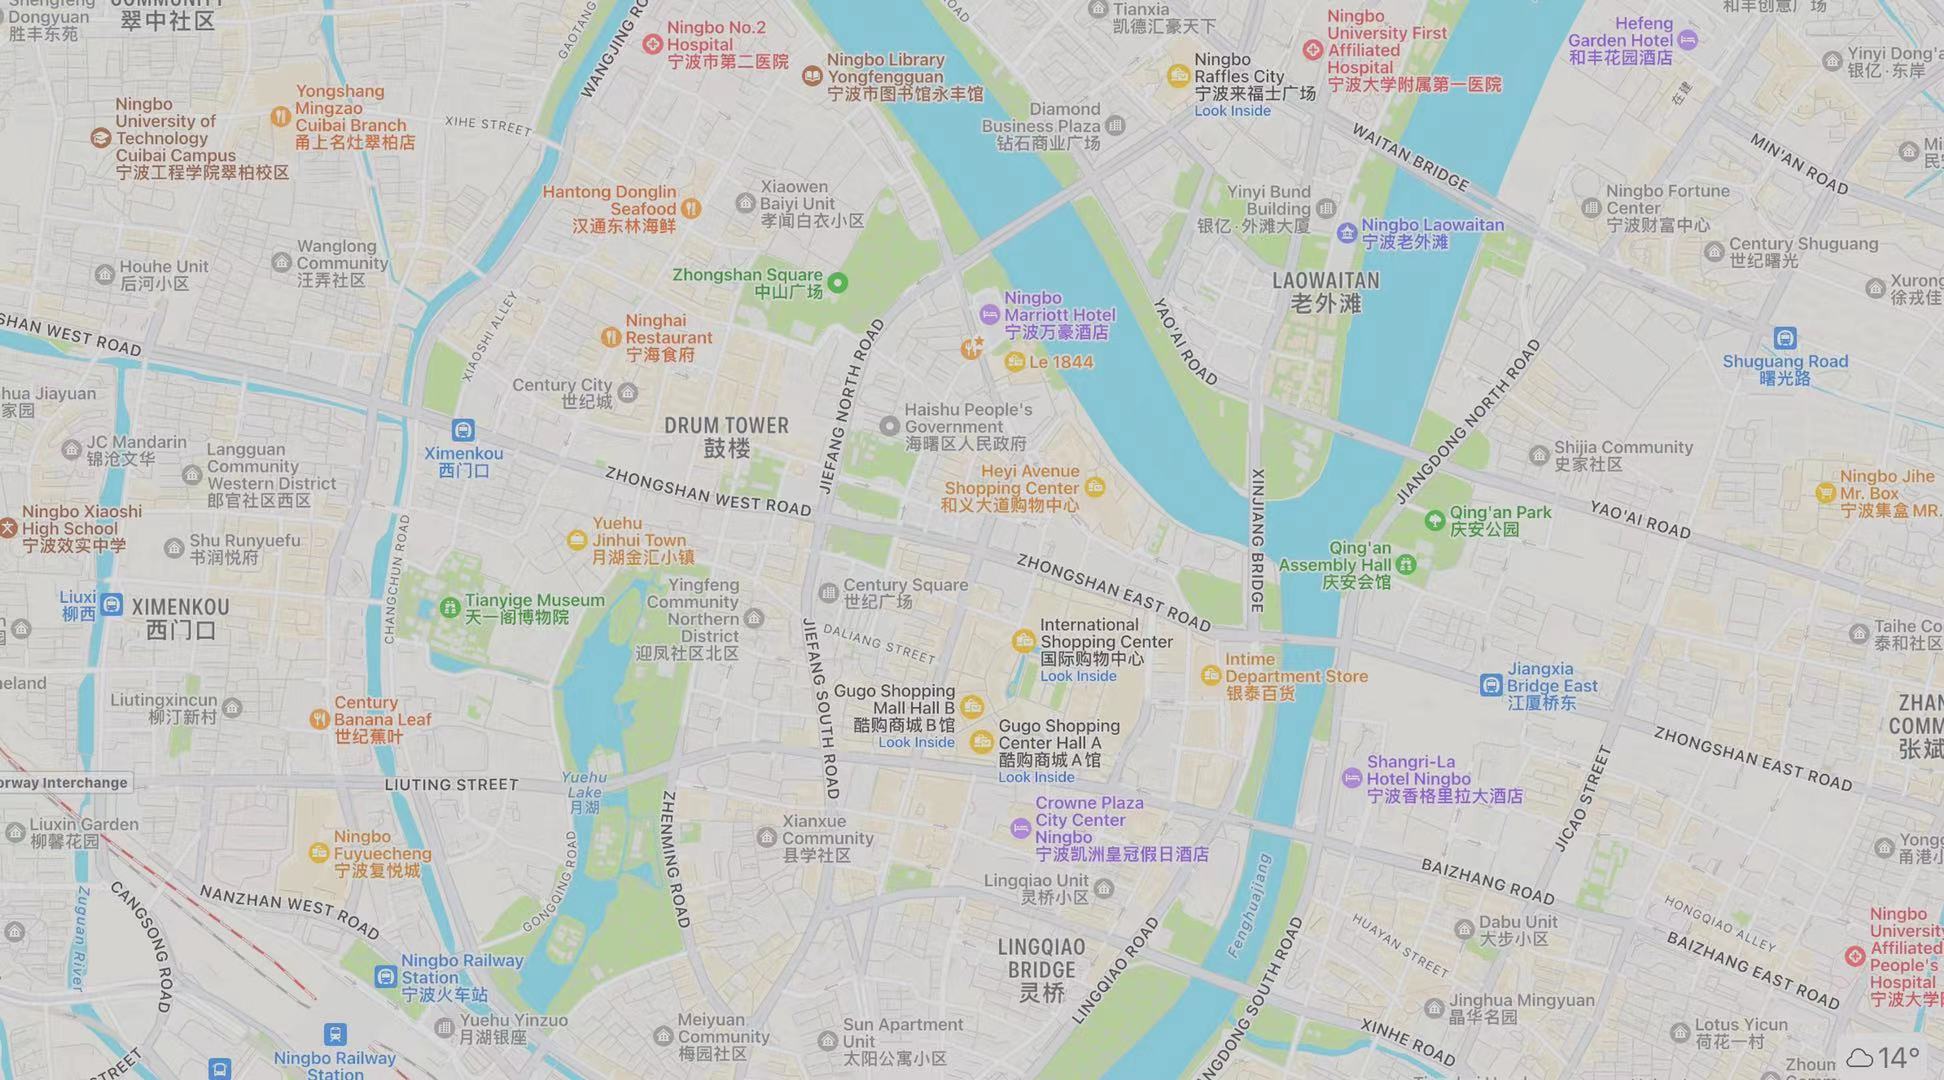 COMMUNITY
翠中社区
Dongyuan
胜丰东苑
GAOTANG
WANGJING RO
Ningbo No.2
Hospital
宁波市第二医院
Ningbo Library
Yongfengguan
宁波市图书馆永丰馆
ROAD
Tianxia
凯德汇豪天下
Ningbo
Raffles City
宁波来福士广场
Look Inside
Ningbo
University First
Affiliated
Hospital
宁波大学附属第一医院
Hefeng
Garden Hotel
和丰花园酒店
和丰创意广场
Yinyi Dong'a
银亿·东岸
在建
Ningbo
University of
Technology
Cuibai Campus
宁波工程学院翠柏校区
Yongshang
Mingzao
Cuibai Branch
甬上名灶翠柏店
XIHE STREET
Diamond
Business Plaza
钻石商业广场
WAITAN BRIDGE
MIN'AN ROAD
Mi
民
Hantong Donglin
Seafood
汉通东林海鲜
Xiaowen
Baiyi Unit
孝闻白衣小区
Yinyi Bund
Building
银亿·外滩大厦
Ningbo Laowaitan
宁波老外滩
Ningbo Fortune
Center
宁波财富中心
Century Shuguang
世纪曙光
Xurong
徐戎佳
Wanglong
Community
汪弄社区
Houhe Unit
后河小区
Zhongshan Square
中山广场
LAOWAITAN
老外滩
SHAN WEST ROAD
XIAOSHI ALLEY
Ninghai
Restaurant
宁海食府
Ningbo
Marriott Hotel
宁波万豪酒店
Le 1844
YAO'AI ROAD
Shuguang Road
曙光路
JIEFANG NORTH ROAD
JIANGDONG NORTH ROAD
Century City
世纪城
hua Jiayuan
家园
DRUM TOWER
鼓楼
Haishu People's
Government
海曙区人民政府
JC Mandarin
锦沧文华
Langguan
Community
Western District
郎官社区西区
Ximenkou
西门口
ZHONGSHAN WEST ROAD
Heyi Avenue
Shopping Center
和义大道购物中心
XINJIANG BRIDGE
Shijia Community
史家社区
Ningbo Jihe
Mr. Box
宁波集盒MR.
YAO'AI ROAD
Qing'an Park
庆安公园
Qing'an
Assembly Hall
庆安会馆
Ningbo Xiaoshi
High School
宁波效实中学
Shu Runyuefu
书润悦府
CHANGCHUN ROAD
Yuehu
Jinhui Town
月湖金汇小镇
ZHONGSHAN EAST ROAD
Liuxi
柳西
XIMENKOU
西门口
Tianyige Museum
天一阁博物院
Yingfeng
Community
Northern
District
迎凤社区北区
Century Square
世纪广场
DALIANG STREET
International
Shopping Center
国际购物中心
Look Inside
Intime
Department Store
银泰百货
Jiangxia
Bridge East
江厦桥东
Taihe Co
泰和社区
ZHAN
COMM
张斌
eland
Liutingxincun
柳汀新村
Century
Banana Leaf
世纪蕉叶
JIEFANG SOUTH ROAD
Gugo Shopping
Mall Hall B
酷购商城B馆
Look Inside
Gugo Shopping
Center Hall A
酷购商城A馆
Look Inside
ZHONGSHAN EAST ROAD
Shangri-La
Hotel Ningbo
宁波香格里拉大酒店
JICAO STREET
orway Interchange
LIUTING STREET
Yuehu
Lake
月湖
ZHENMING ROAD
Crowne Plaza
City Center
Ningbo
宁波凯洲皇冠假日酒店
Liuxin Garden
柳馨花园
Ningbo
Fuyuecheng
宁波复悦城
Xianxue
Community
县学社区
Yong
甬港小
BAIZHANG ROAD
Lingqiao Unit
灵桥小区
Fenghuajiang
Zuguan River
CANGSONG ROAD
NANZHAN WEST ROAD
GONGQING ROAD
LINGQIAO
BRIDGE
灵桥
LINGQIAO ROAD
HUAYAN STREET
Dabu Unit
大步小区
HONGQIAO ALLEY
BAIZHANG EAST ROAD
Ningbo
University
Affiliated
People's
Hospital
宁波大学附
Ningbo Railway
Station
宁波火车站
Yuehu Yinzuo
月湖银座
Meiyuan
Community
梅园社区
Sun Apartment
Unit
太阳公寓小区
NGDONG SOUTH ROAD
Jinghua Mingyuan
晶华名园
XINHE ROAD
Lotus Yicun
荷花一村
Ningbo Railway
Station
STREET
Zhoun
14°